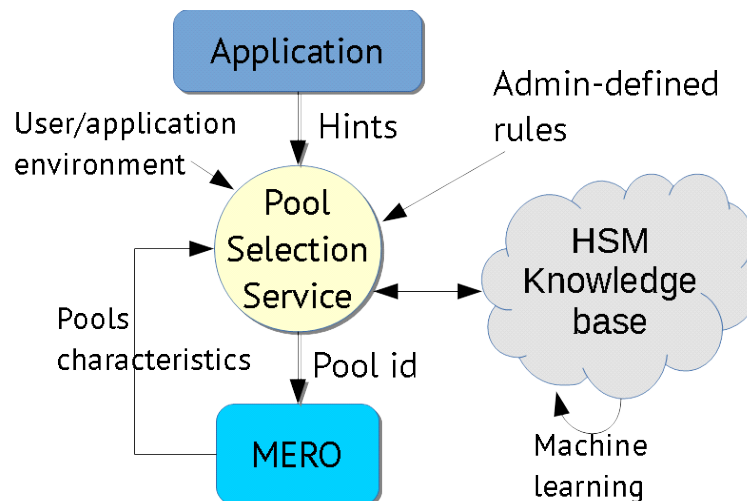 Application
User/application
environment
Hints
Admin-defined
rules
Pool
Selection
Service
HSM
Knowledge
base
Pools
characteristics
Pool id
MERO
Machine
learning